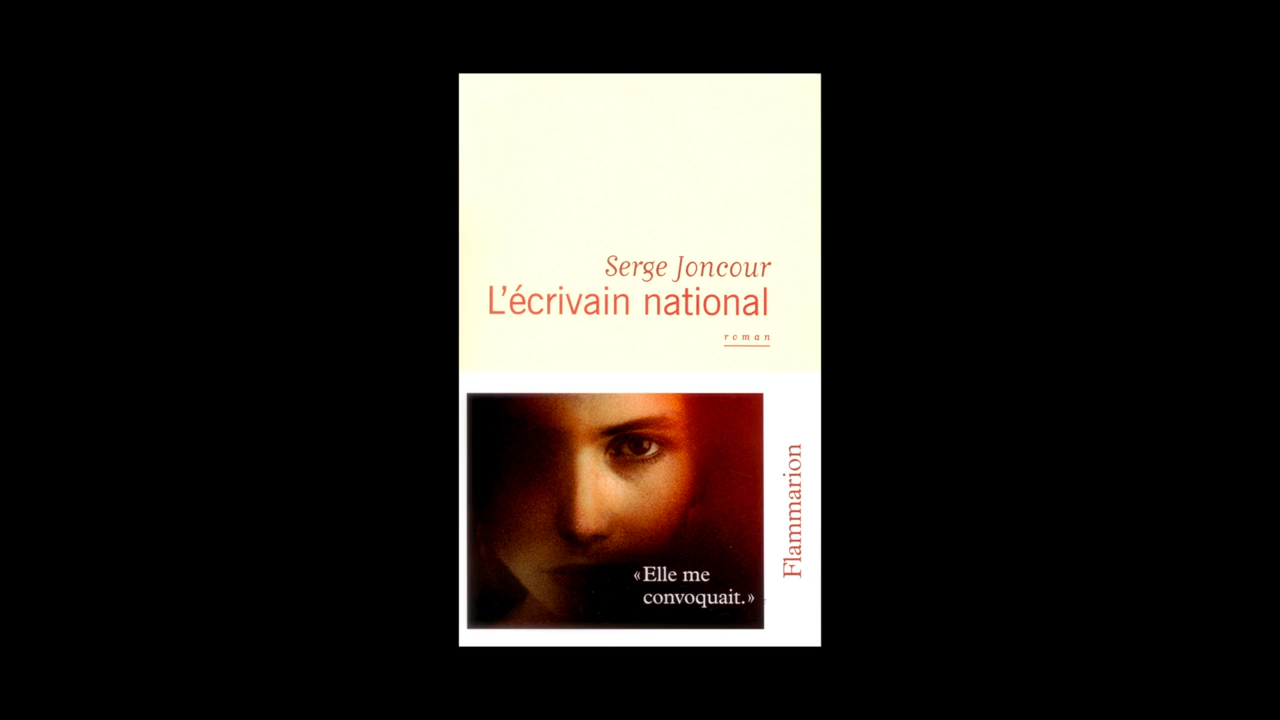 Serge Joncour
L'écrivain national
roman
«Elle me
convoquait.»
Flammarion